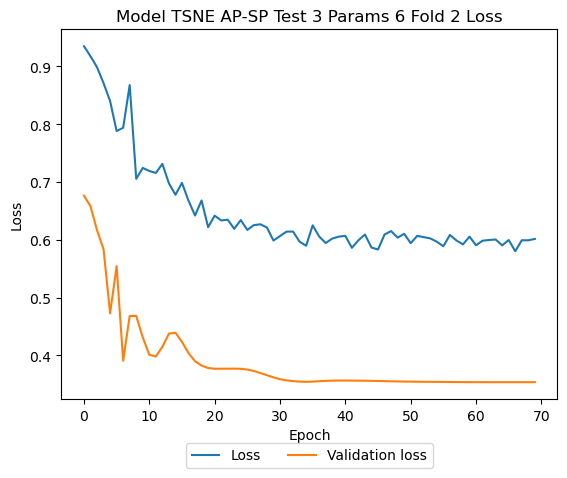 Model TSNE AP-SP Test 3 Params 6 Fold 2 Loss
0.9
0.8
0.7
0.6
0.5
0.4
Loss
0 10 20 30 40 50 60 70
Epoch
Loss Validation loss